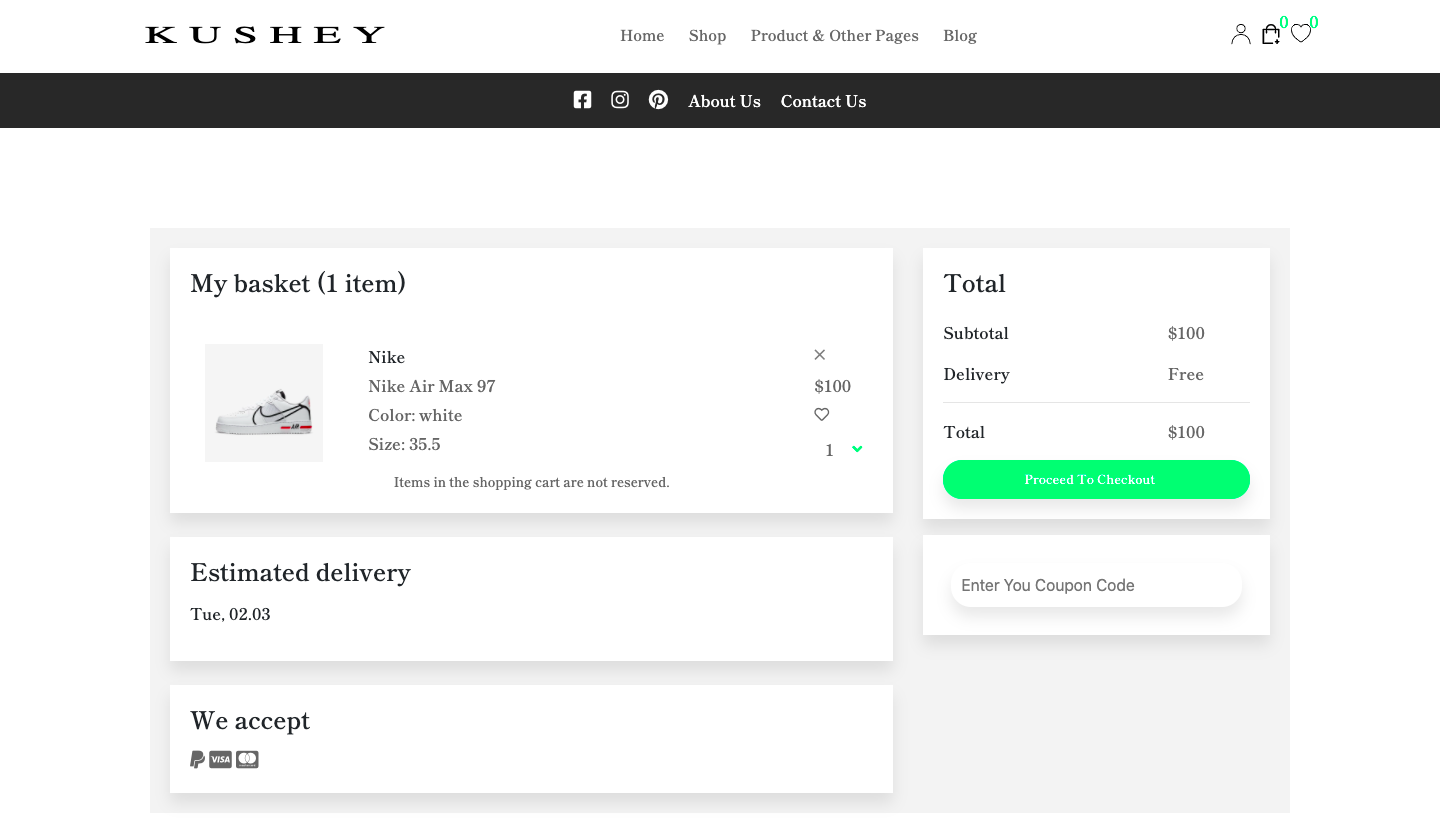 KUSHEY
Home Shop Product & Other Pages Blog
0 0
About Us Contact Us
My basket (1 item)
Nike
Nike Air Max 97
$100
Color: white
Size: 35.5
1
Items in the shopping cart are not reserved.
Total
Subtotal $100
Delivery Free
Total $100
Proceed To Checkout
Enter You Coupon Code
Estimated delivery
Tue, 02.03
We accept
VISA